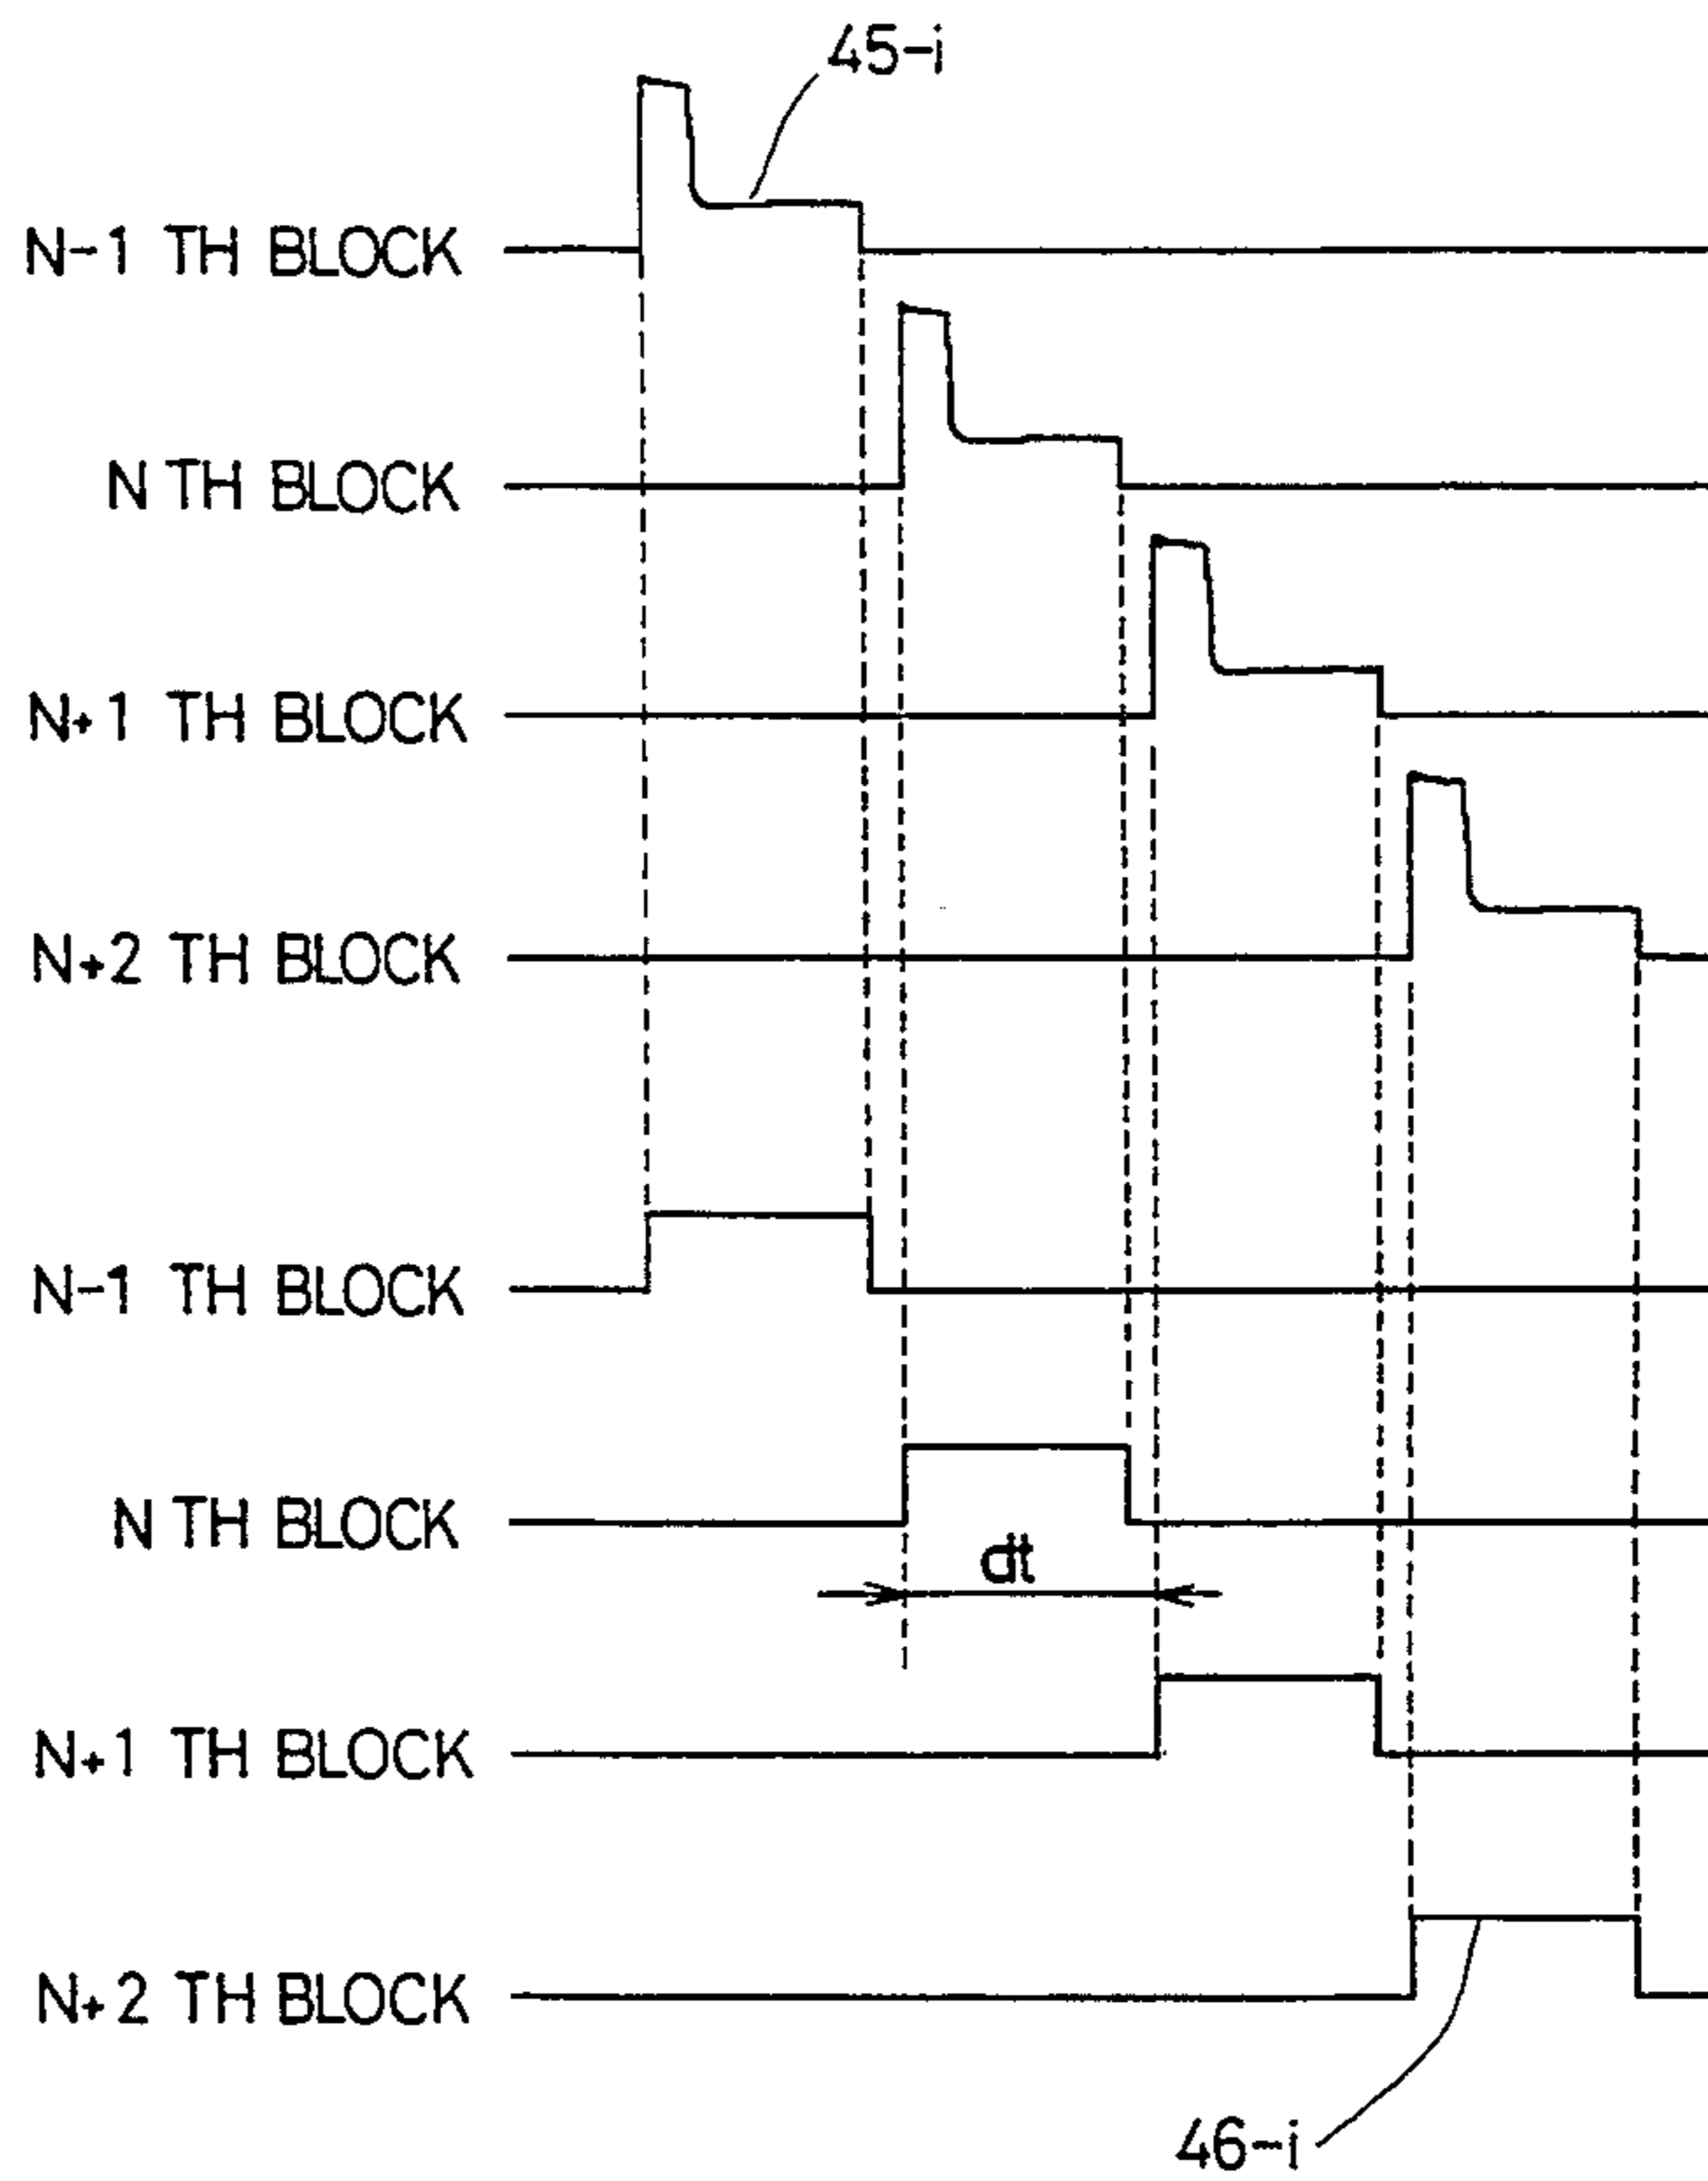 45-i
N-1 TH BLOCK
N TH BLOCK
N+1 TH BLOCK
N+2 TH BLOCK
N-1 TH BLOCK
N TH BLOCK
dt
N+1 TH BLOCK
N+2 TH BLOCK
46-i